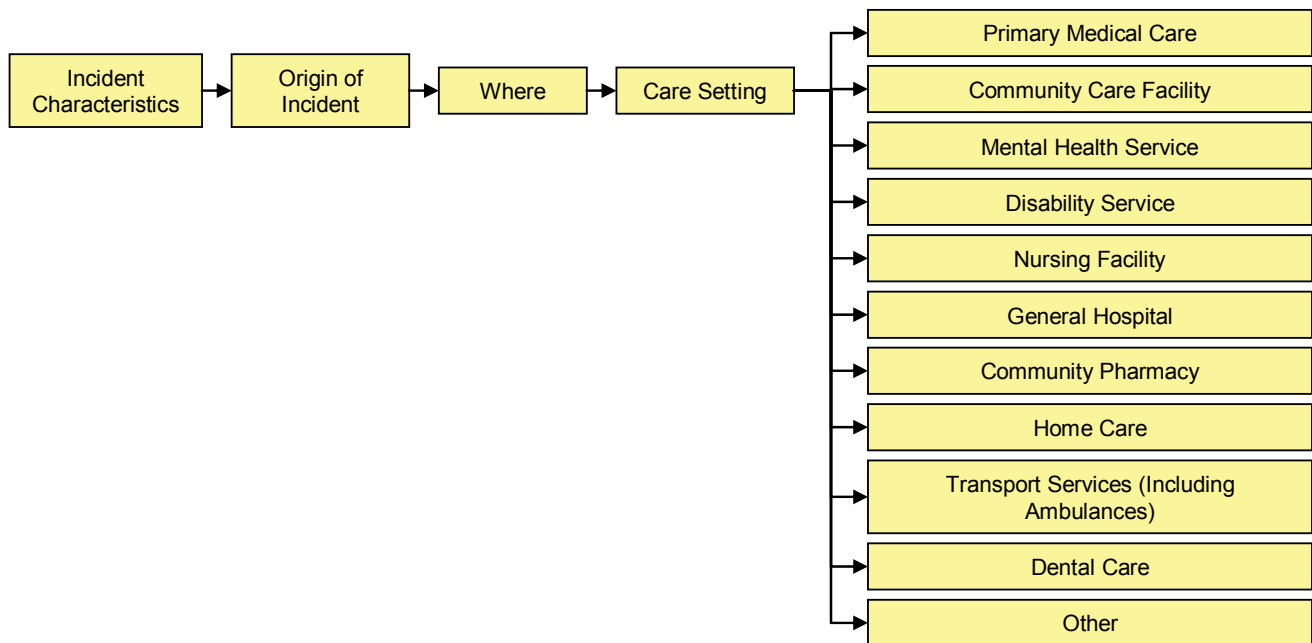 Incident
Characteristics
Origin of
Incident
Where
Care Setting
Primary Medical Care
Community Care Facility
Mental Health Service
Disability Service
Nursing Facility
General Hospital
Community Pharmacy
Home Care
Transport Services (Including
Ambulances)
Dental Care
Other